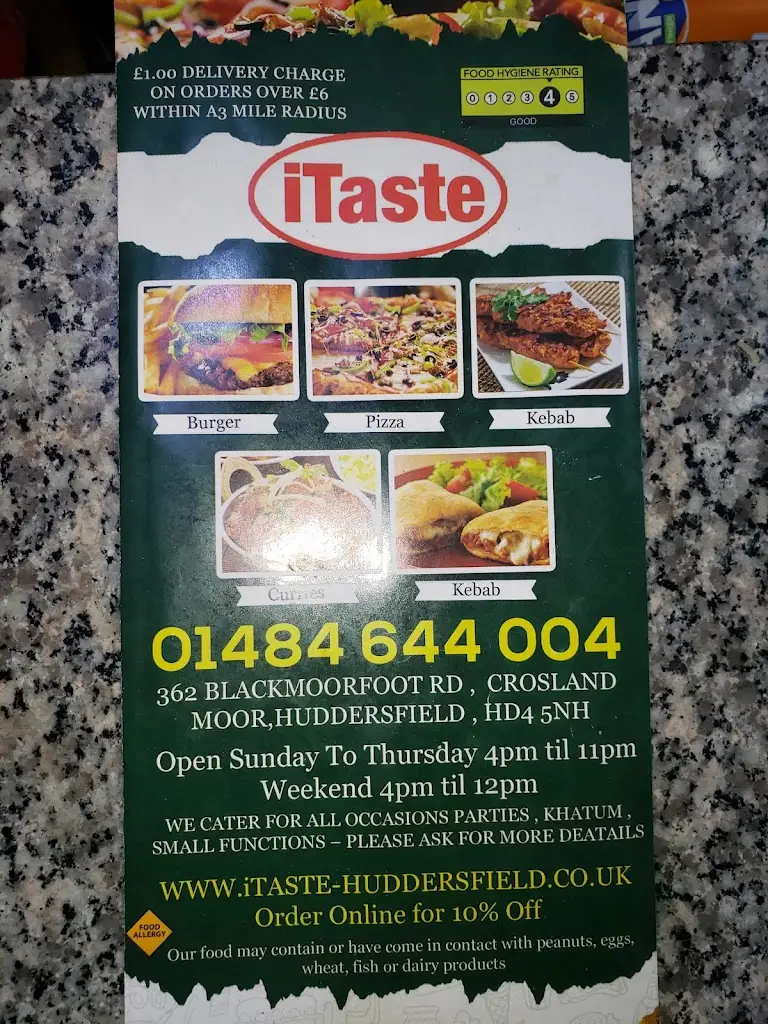 £1.00 DELIVERY CHARGE
ON ORDERS OVER £6
WITHIN A3 MILE RADIUS
FOOD HYGIENE RATING
0 1 2 3 4 5
GOOD
iTaste
Burger
Pizza
Kebab
Curries
Kebab
01484 644 004
362 BLACKMOORFOOT RD , CROSLAND
MOOR,HUDDERSFIELD , HD4 5NH
Open Sunday To Thursday 4pm til 11pm
Weekend 4pm til 12pm
WE CATER FOR ALL OCCASIONS PARTIES , KHATUM ,
SMALL FUNCTIONS – PLEASE ASK FOR MORE DEATAILS
WWW.iTASTE-HUDDERSFIELD.CO.UK
Order Online for 10% Off
FOOD
ALLERGY
Our food may contain or have come in contact with peanuts, eggs,
wheat, fish or dairy products